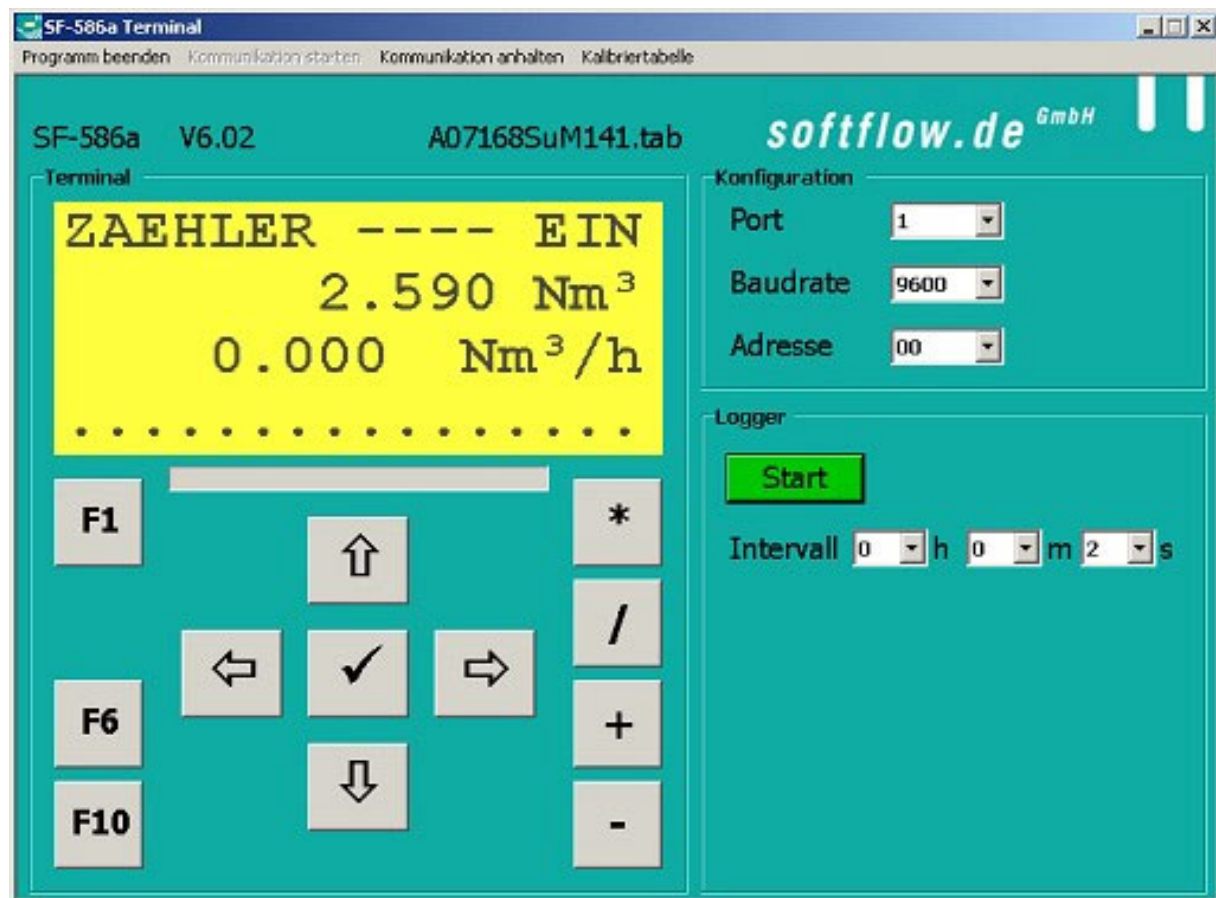 SF-586a Terminal
Programm beenden Kommunikation starten Kommunikation anhalten Kalibriertabelle
SF-586a V6.02 A07168SuM141.tab
softflow.de GmbH
Terminal
ZAEHLER ---- EIN
2.590 Nm³
0.000 Nm³/h
................
F1
F6
F10
*
/
+
-
Konfiguration
Port 1
Baudrate 9600
Adresse 00
Logger
Start
Intervall 0 h 0 m 2 s